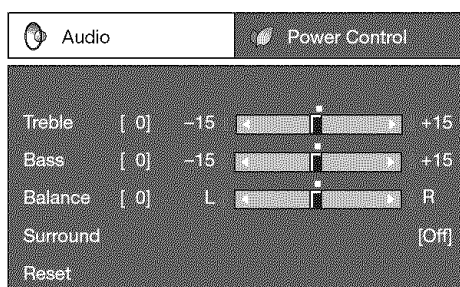 Audio Power Control
Treble [ 0] −15 +15
Bass [ 0] −15 +15
Balance [ 0] L R
Surround [Off]
Reset